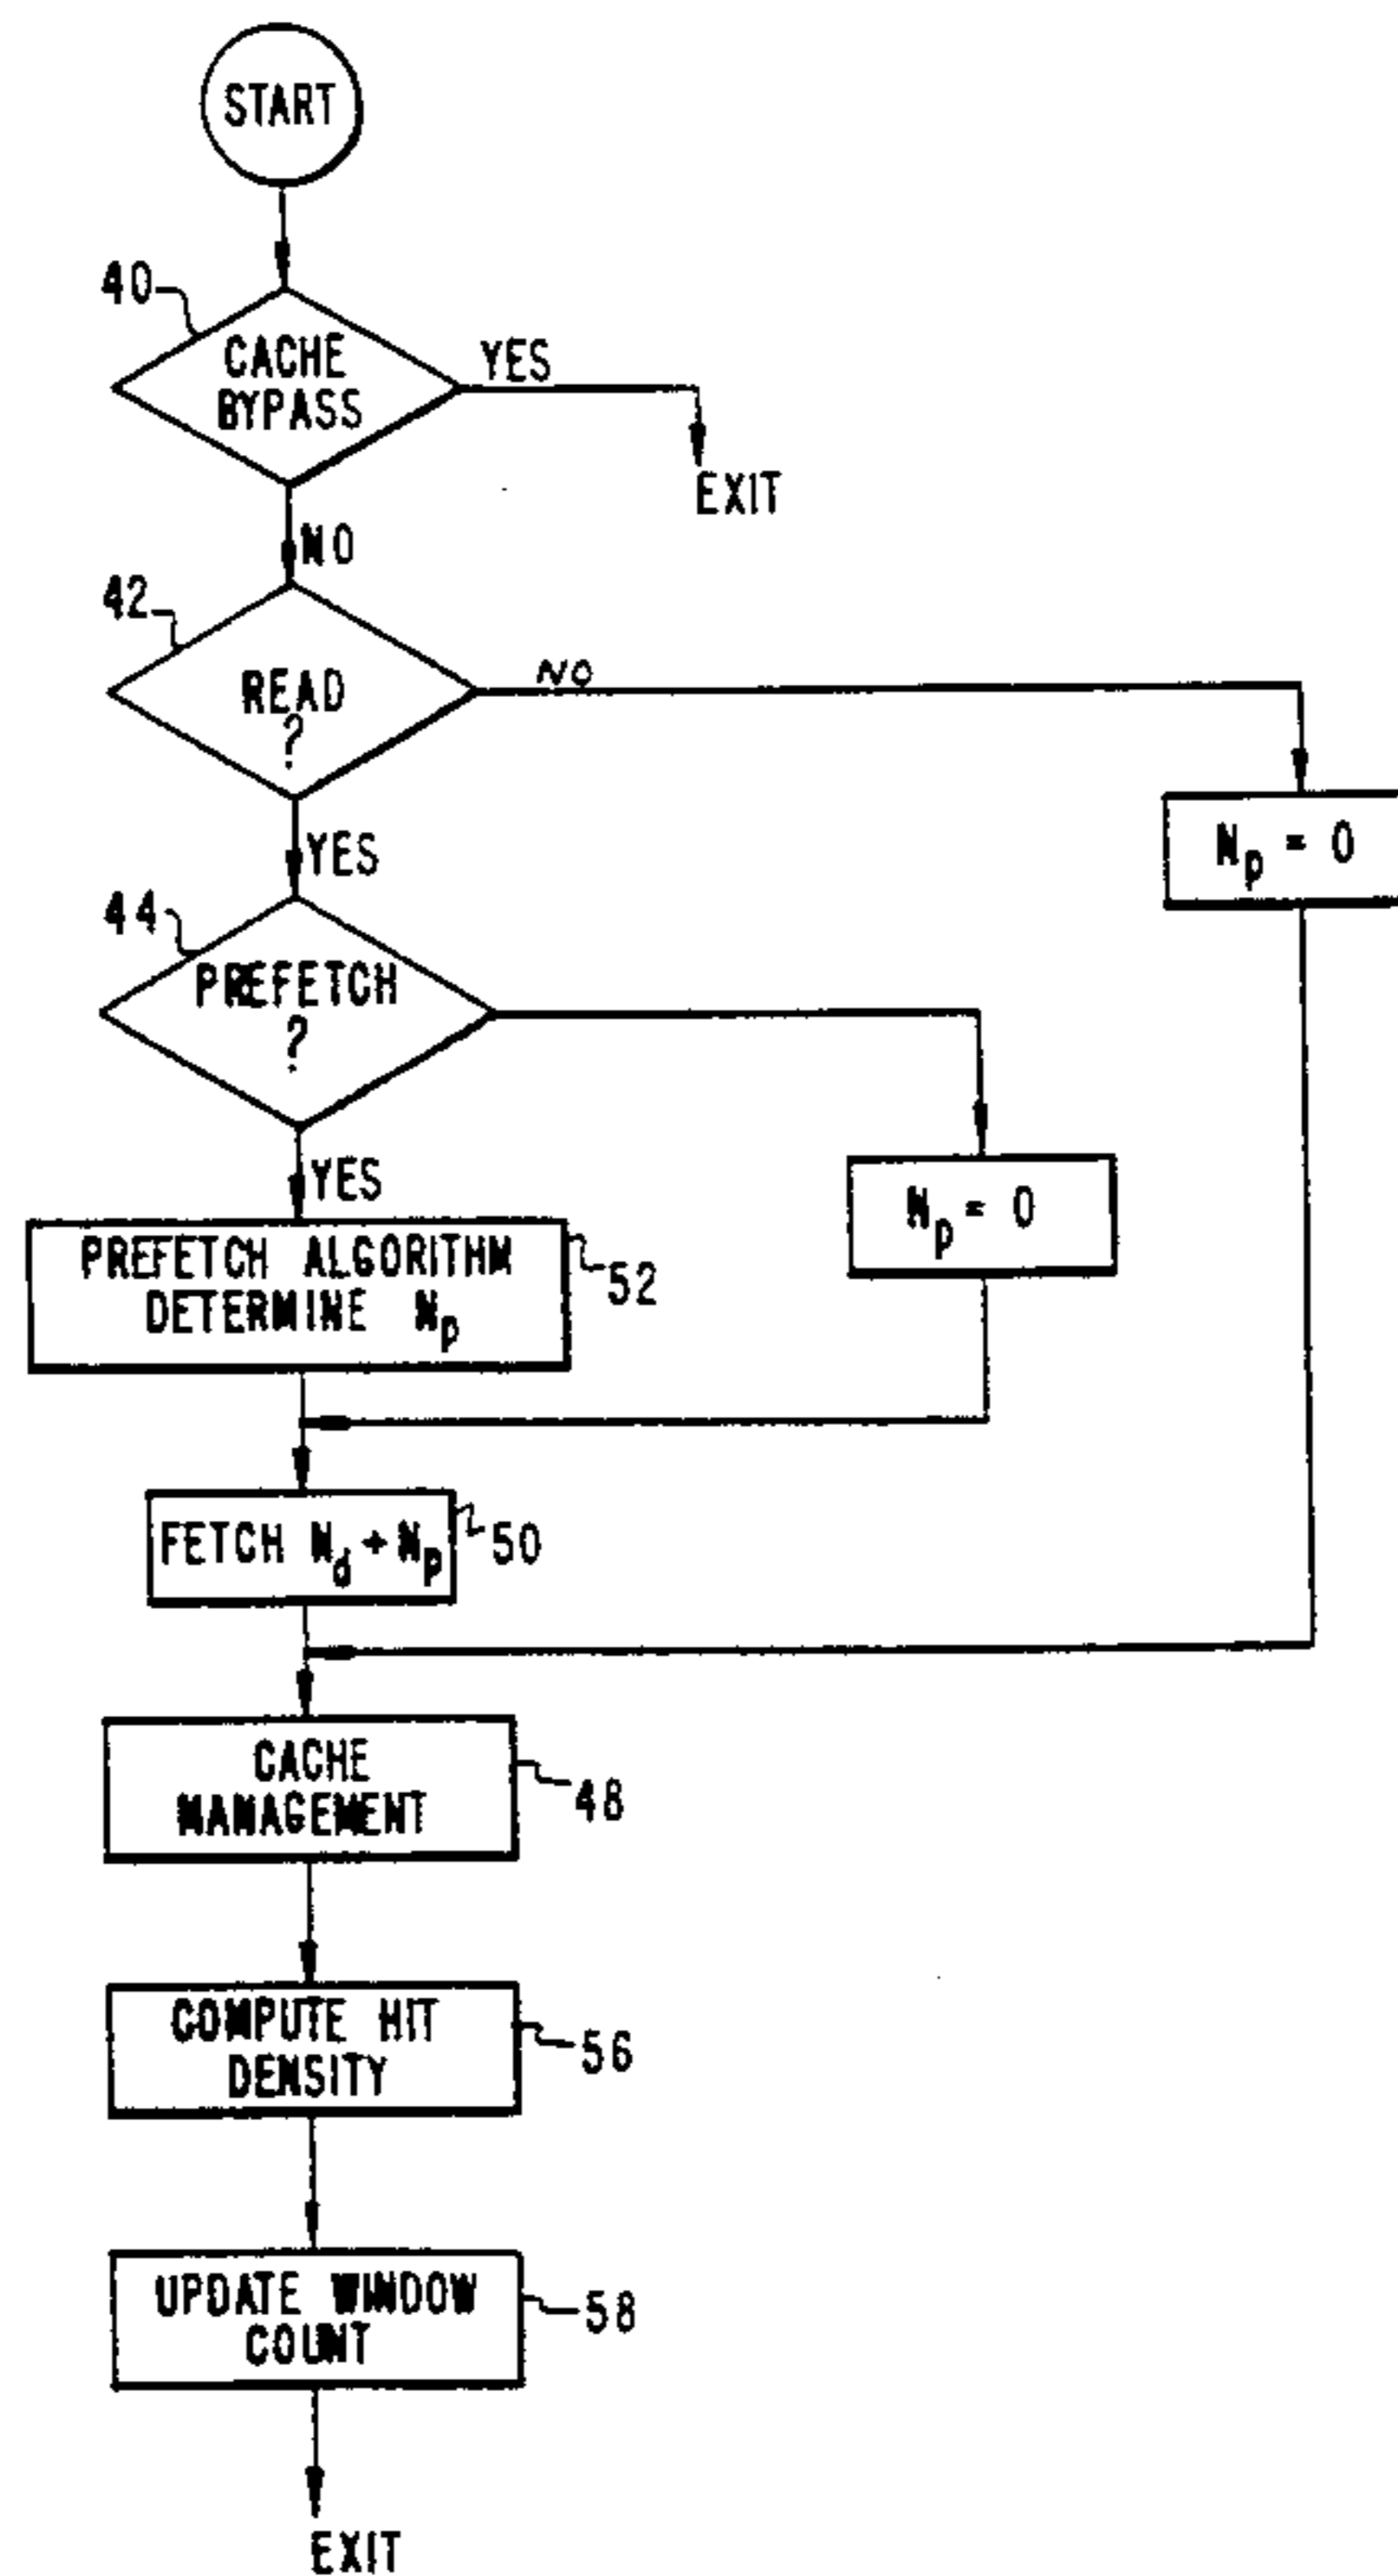 START
40
CACHE
BYPASS
YES
EXIT
NO
42
READ
?
NO
Np = 0
YES
44
PREFETCH
?
Np = 0
YES
PREFETCH ALGORITHM
DETERMINE Np
52
FETCH Nd + Np
50
CACHE
MANAGEMENT
48
COMPUTE HIT
DENSITY
56
UPDATE WINDOW
COUNT
58
EXIT